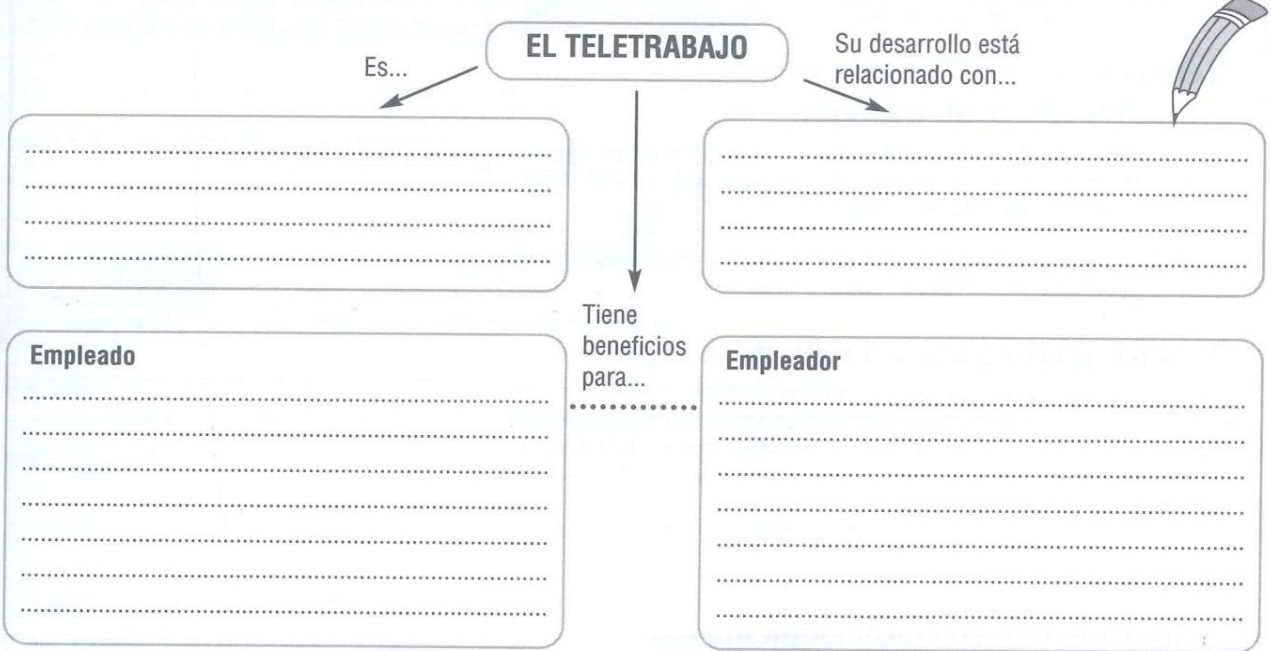 EL TELETRABAJO
Es...
Su desarrollo está
relacionado con...
Tiene
beneficios
para...
Empleado
Empleador